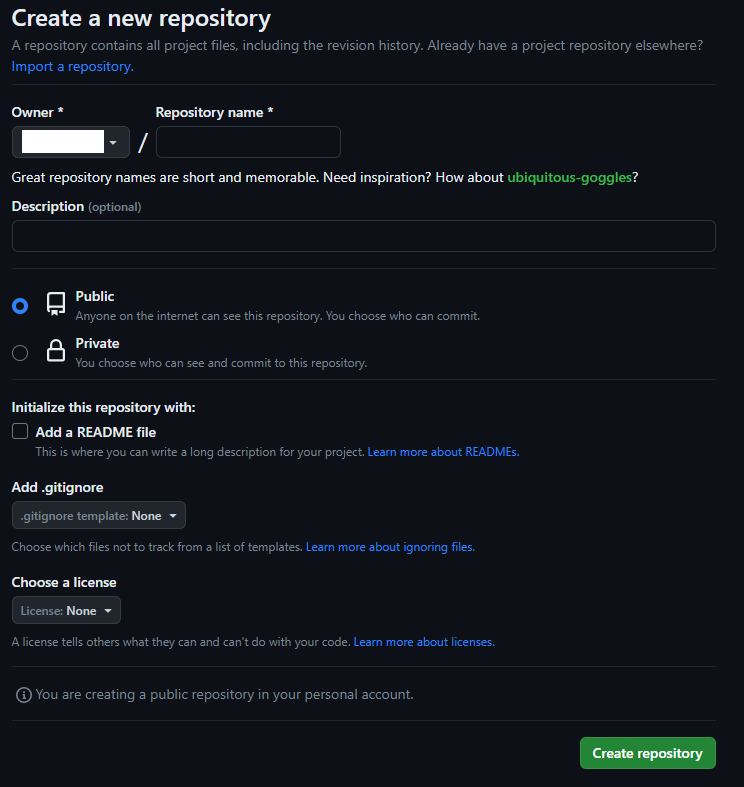 Create a new repository
A repository contains all project files, including the revision history. Already have a project repository elsewhere?
Import a repository.
Owner * Repository name *
/
Great repository names are short and memorable. Need inspiration? How about ubiquitous-goggles?
Description (optional)
Public
Anyone on the internet can see this repository. You choose who can commit.
Private
You choose who can see and commit to this repository.
Initialize this repository with:
Add a README file
This is where you can write a long description for your project. Learn more about READMEs.
Add .gitignore
.gitignore template: None
Choose which files not to track from a list of templates. Learn more about ignoring files.
Choose a license
License: None
A license tells others what they can and can't do with your code. Learn more about licenses.
You are creating a public repository in your personal account.
Create repository